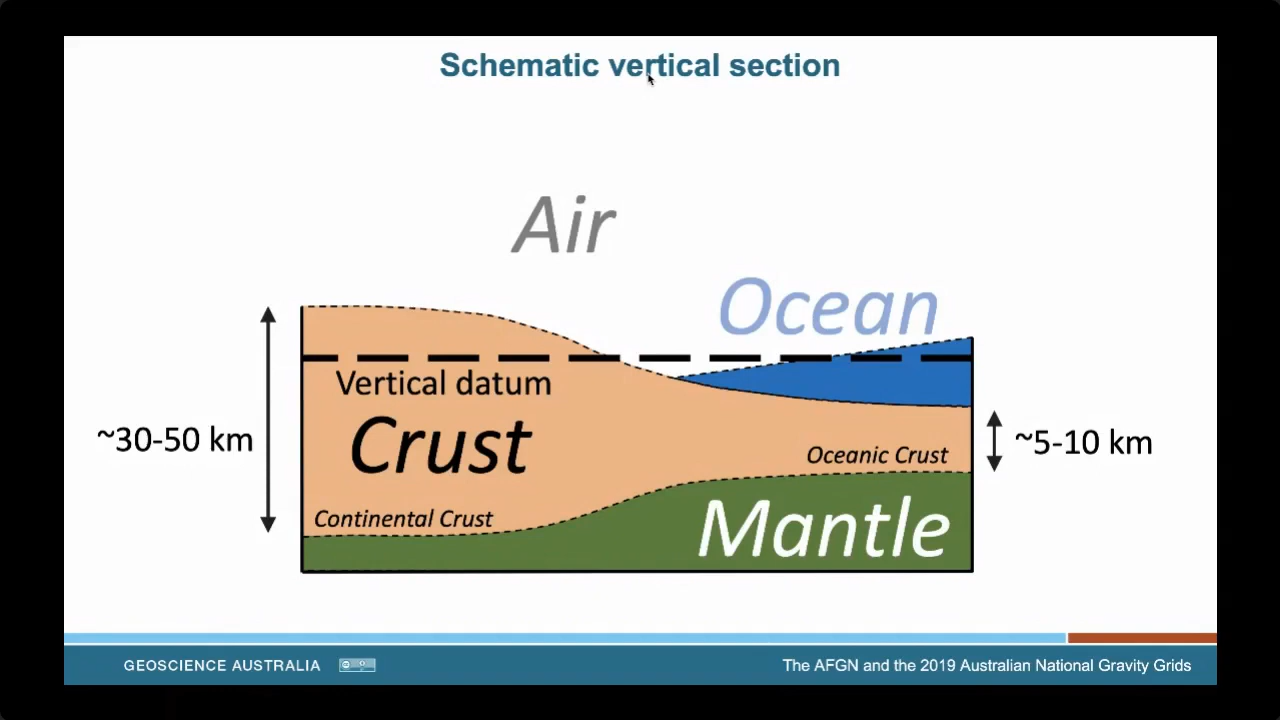 Schematic vertical section
Air
Ocean
Vertical datum
Crust
~30-50 km
~5-10 km
Oceanic Crust
Continental Crust
Mantle
GEOSCIENCE AUSTRALIA
The AFGN and the 2019 Australian National Gravity Grids